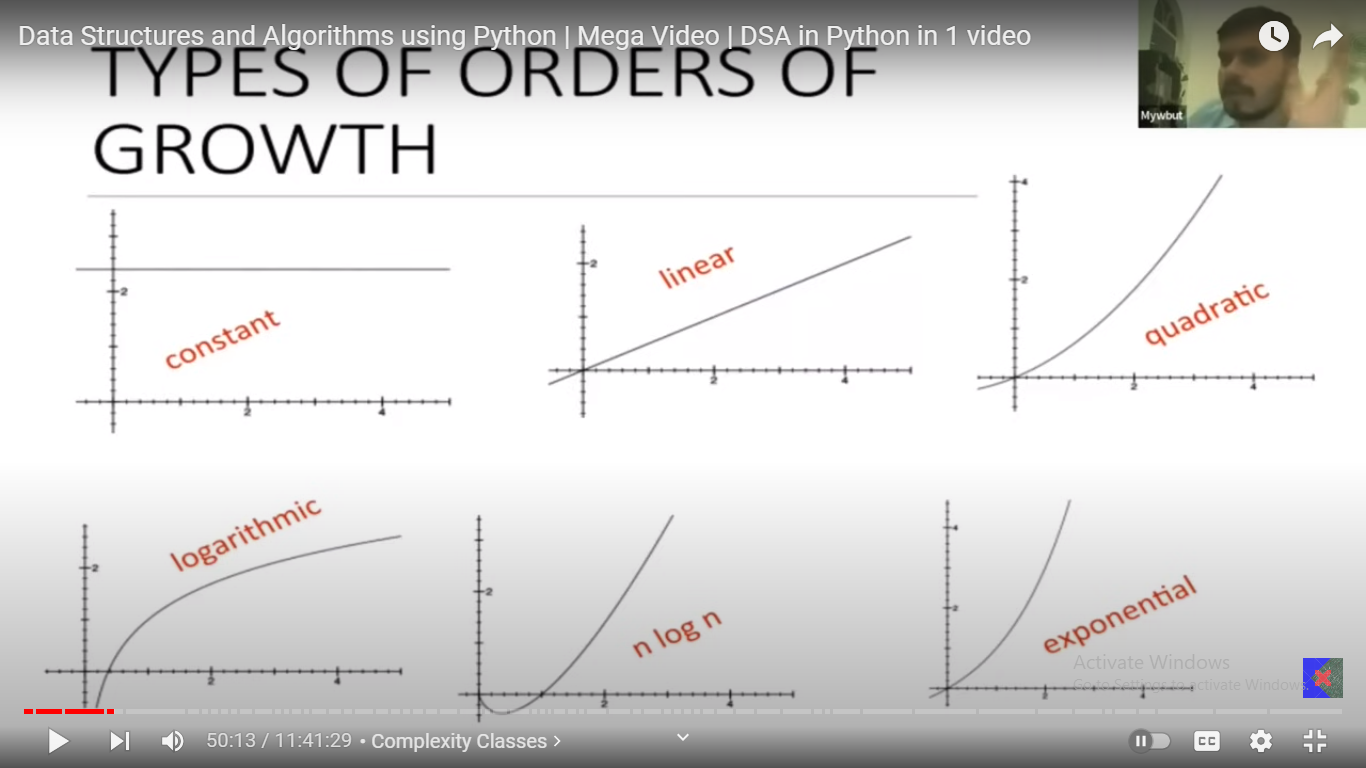 Data Structures and Algorithms using Python | Mega Video | DSA in Python in 1 video
TYPES OF ORDERS OF
GROWTH
Mywbut
2
constant
2 4
2
linear
2 4
4
2
quadratic
2 4
2
logarithmic
2 4
2
n log n
2 4
4
2
exponential
2 4
Activate Windows
Go to Settings to activate Windows.
50:13 / 11:41:29 • Complexity Classes >
CC